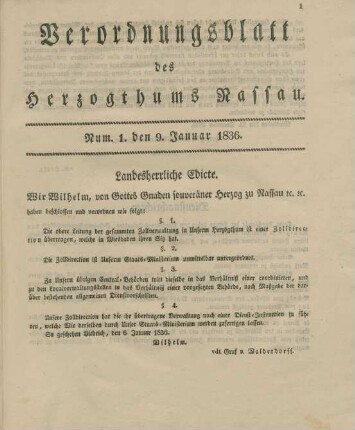 1
Verordnungsblatt
des
Herzogthums Nassau.
Num. 1. den 9. Januar 1836.
Landesherrliche Edicte.
Wir Wilhelm, von Gottes Gnaden souveräner Herzog zu Nassau ꝛc. ꝛc.
haben beschlossen und verordnen wie folgt:
§. 1.
Die obere Leitung der gesammten Zollverwaltung in Unserm Herzogthum ist einer Zolldirec-
tion übertragen, welche in Wiesbaden ihren Sitz hat.
§. 2.
Die Zolldirection ist Unserm Staats-Ministerium unmittelbar untergeordnet.
§. 3.
Zu Unsern übrigen Central-Behörden tritt dieselbe in das Verhältniß einer coordinirten, und
zu den Localverwaltungsstellen in das Verhältniß einer vorgesetzten Behörde, nach Maßgabe der dar-
über bestehenden allgemeinen Dienstvorschriften.
§. 4.
Unsere Zolldirection hat die ihr übertragene Verwaltung nach einer Dienst-Instruction zu füh-
ren, welche Wir derselben durch Unser Staats-Ministerium werden zufertigen lassen.
So geschehen Biebrich, den 6. Januar 1836.
Wilhelm.
vdt. Graf v. Walderdorff.